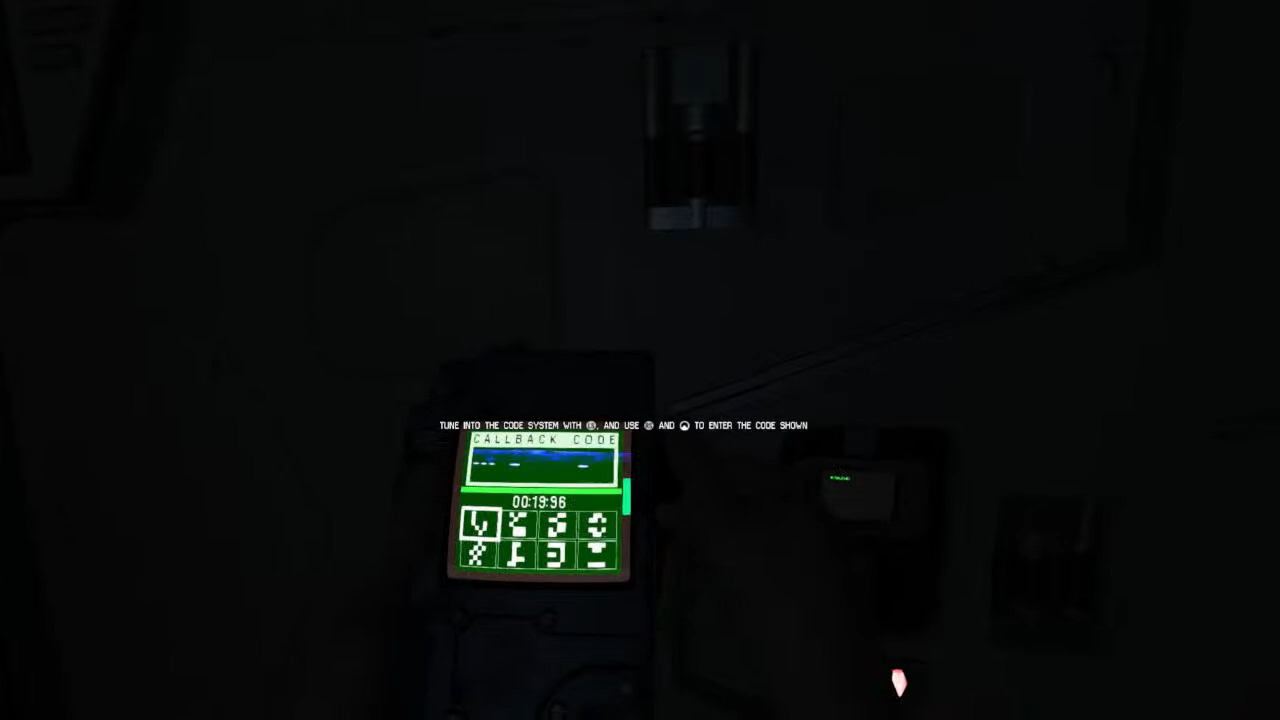 TUNE INTO THE CODE SYSTEM WITH LS, AND USE AND TO ENTER THE CODE SHOWN
CALLBACK CODE
00:19:96